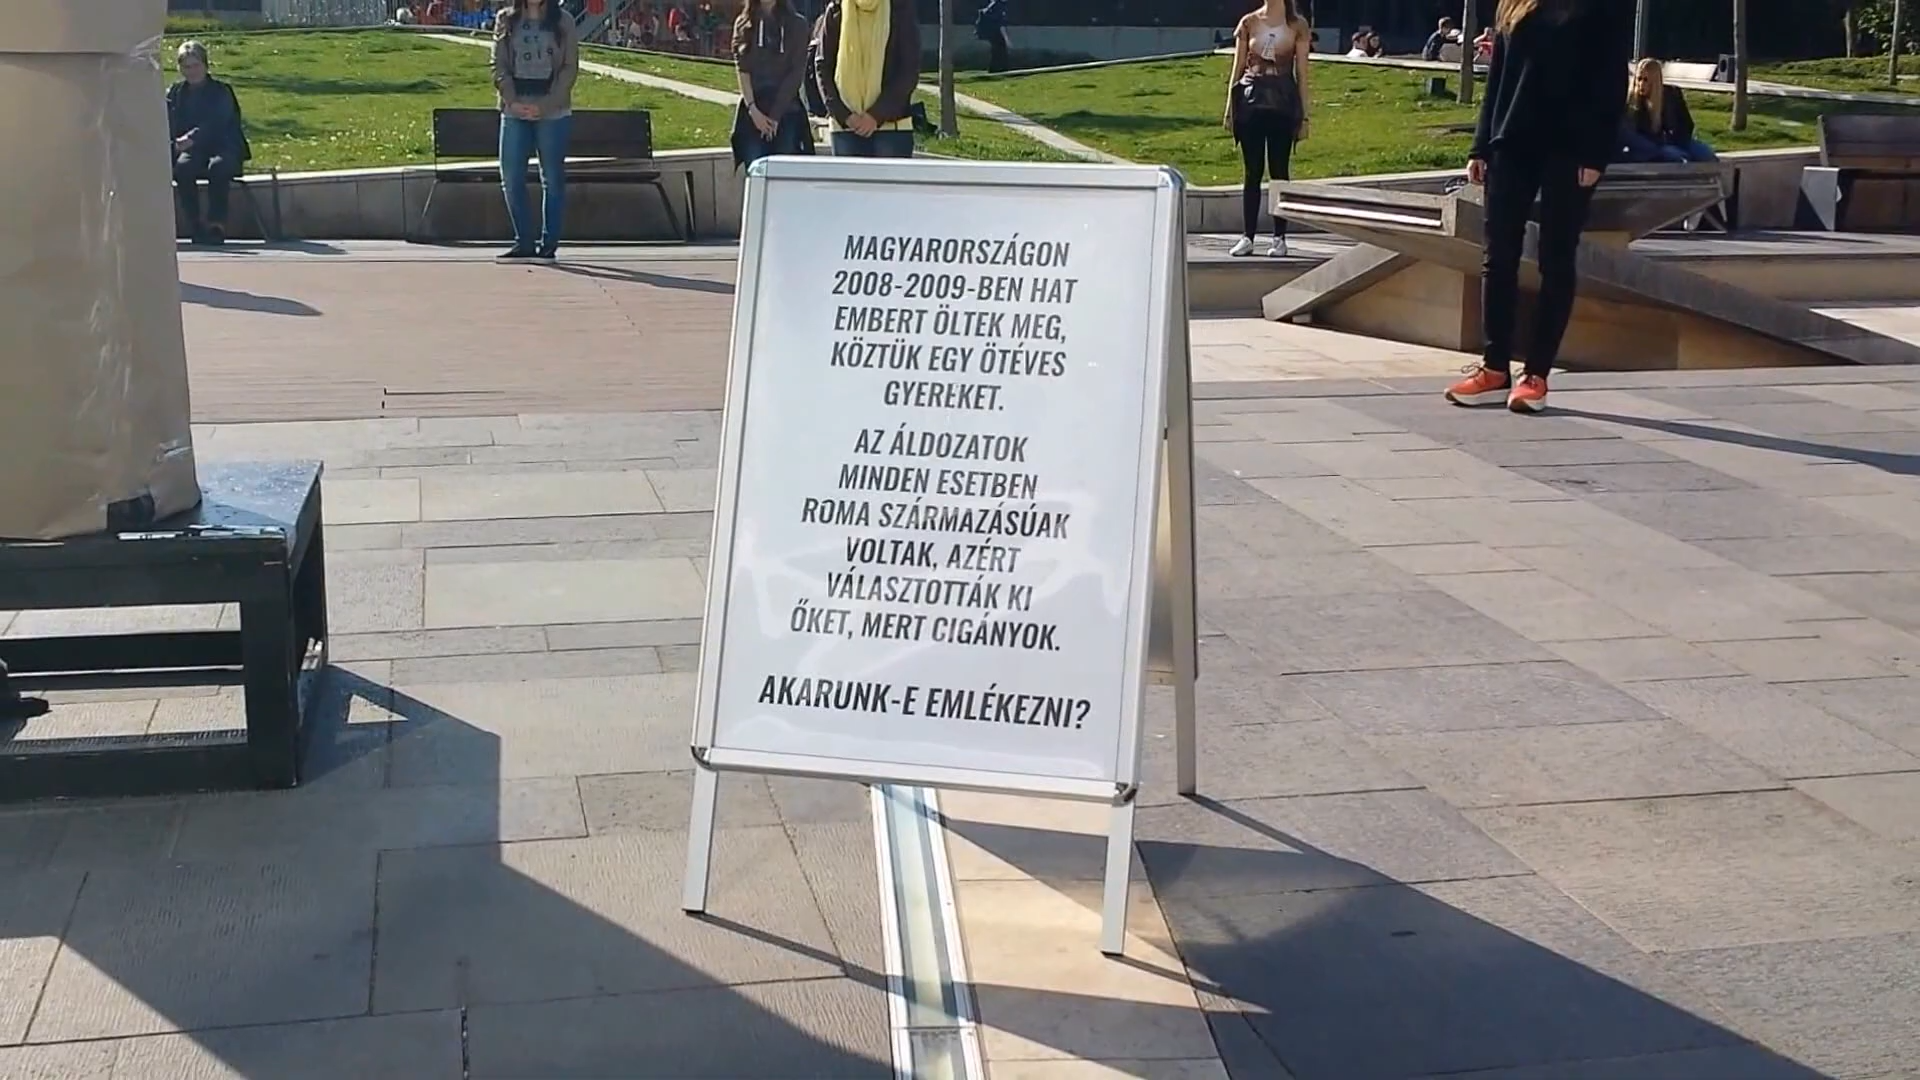 MAGYARORSZÁGON
2008-2009-BEN HAT
EMBERT ÖLTEK MEG,
KÖZTÜK EGY ÖTÉVES
GYEREKET.
AZ ÁLDOZATOK
MINDEN ESETBEN
ROMA SZÁRMAZÁSÚAK
VOLTAK, AZÉRT
VÁLASZTOTTÁK KI
ŐKET, MERT CIGÁNYOK.
AKARUNK-E EMLÉKEZNI?